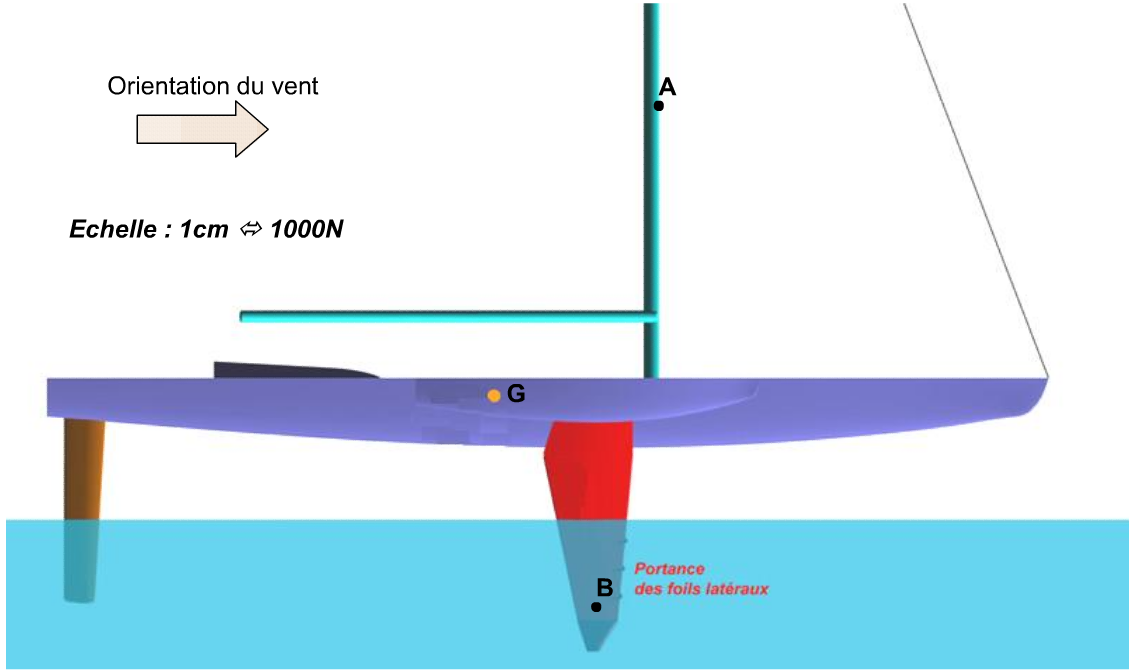 Orientation du vent
A
Echelle : 1cm ⇔ 1000N
G
Portance
des foils latéraux
B